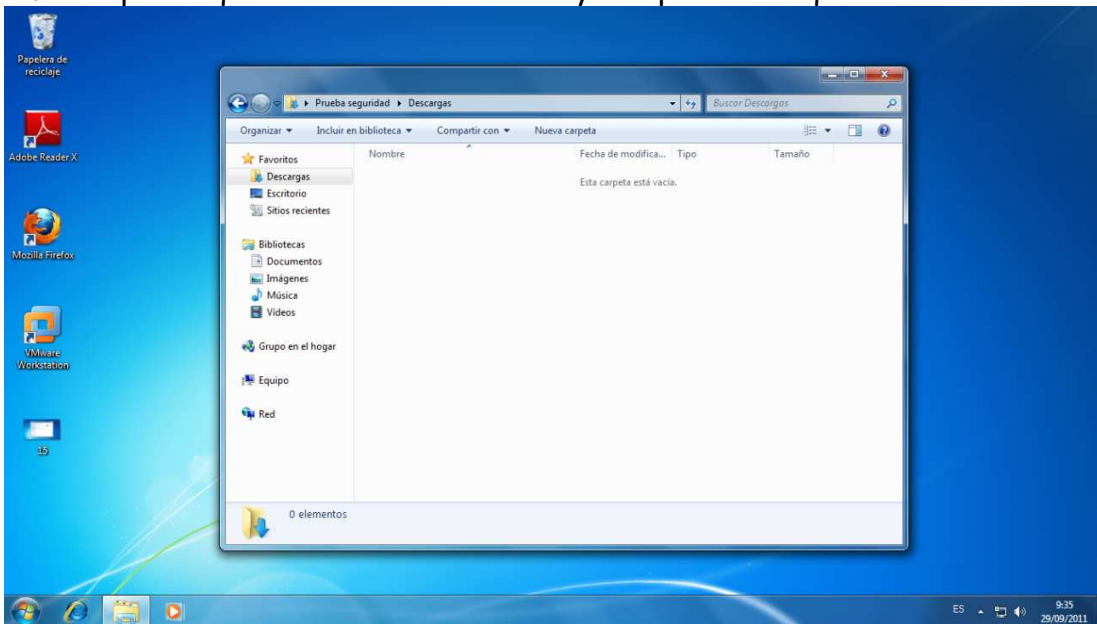 Papelera de
reciclaje
Adobe Reader X
Mozilla Firefox
VMware
Workstation
15
Prueba seguridad ▸ Descargas
Buscar Descargas
Organizar ▾ Incluir en biblioteca ▾ Compartir con ▾ Nueva carpeta
Nombre Fecha de modifica... Tipo Tamaño
Esta carpeta está vacía.
Favoritos
Descargas
Escritorio
Sitios recientes
Bibliotecas
Documentos
Imágenes
Música
Vídeos
Grupo en el hogar
Equipo
Red
0 elementos
ES
9:35
29/09/2011